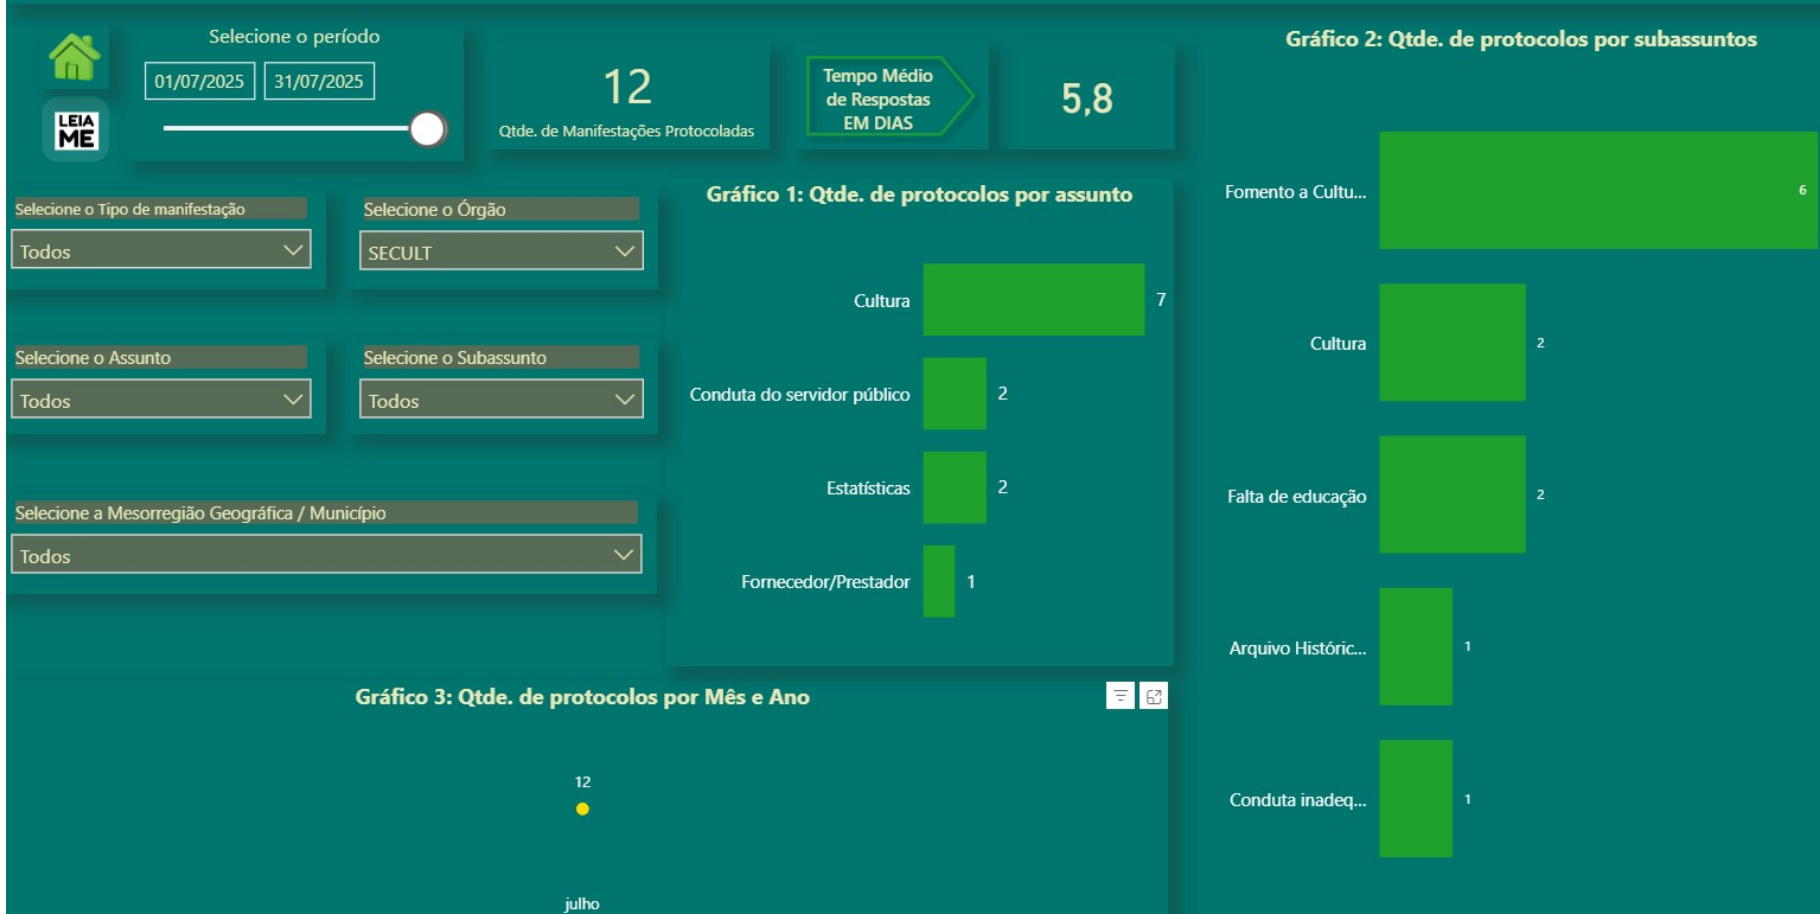 Selecione o período
01/07/2025 31/07/2025
LEIA
ME
12
Qtde. de Manifestações Protocoladas
Tempo Médio
de Respostas
EM DIAS
5,8
Selecione o Tipo de manifestação
Todos
Selecione o Órgão
SECULT
Selecione o Assunto
Todos
Selecione o Subassunto
Todos
Selecione a Mesorregião Geográfica / Município
Todos
Gráfico 1: Qtde. de protocolos por assunto
Cultura 7
Conduta do servidor público 2
Estatísticas 2
Fornecedor/Prestador 1
Gráfico 2: Qtde. de protocolos por subassuntos
Fomento a Cultu... 6
Cultura 2
Falta de educação 2
Arquivo Históric... 1
Conduta inadeq... 1
Gráfico 3: Qtde. de protocolos por Mês e Ano
12
julho